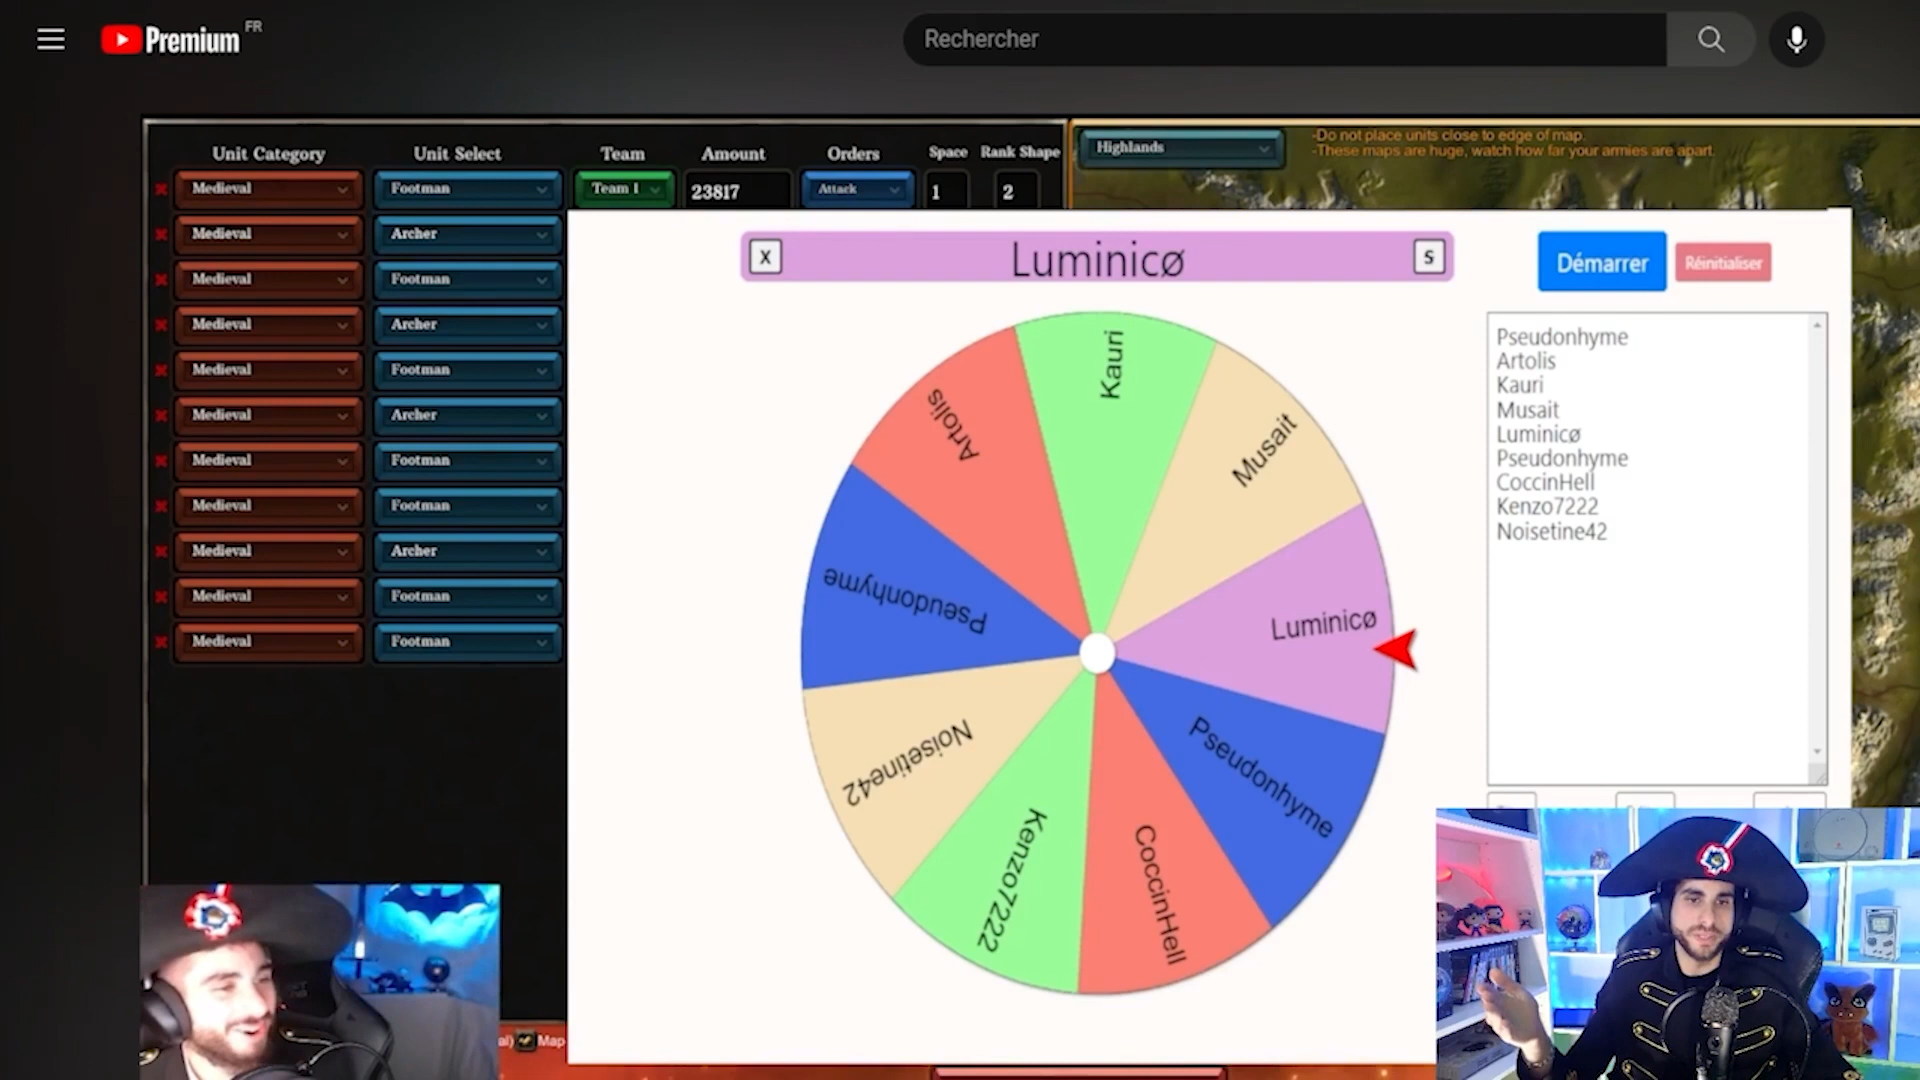 Premium FR
Rechercher
Unit Category Unit Select Team Amount Orders Space Rank Shape
Medieval Footman Team 1 23817 Attack 1 2
Medieval Archer
Medieval Footman
Medieval Archer
Medieval Footman
Medieval Archer
Medieval Footman
Medieval Footman
Medieval Archer
Medieval Footman
Medieval Footman
Highlands
-Do not place units close to edge of map.
-These maps are huge, watch how far your armies are apart.
X Luminicø S
Démarrer Réinitialiser
Kauri
Musait
Luminicø
Pseudonhyme
CoccinHell
Kenzo7222
Noisetine42
Pseudonhyme
Artolis
Pseudonhyme
Artolis
Kauri
Musait
Luminicø
Pseudonhyme
CoccinHell
Kenzo7222
Noisetine42
al) Map